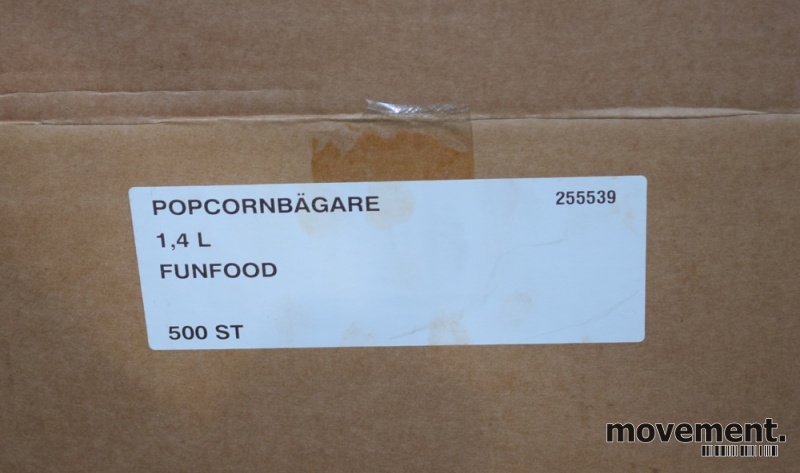 POPCORNBÄGARE 255539
1,4 L
FUNFOOD
500 ST
movement.